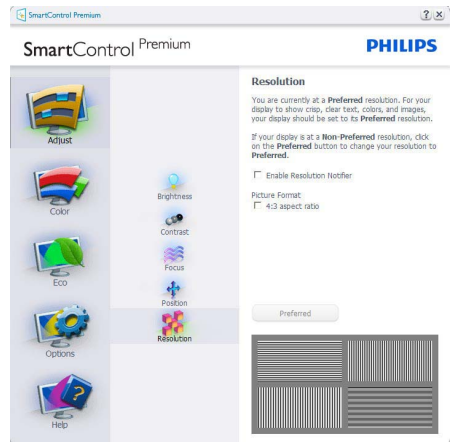 SmartControl Premium
SmartControl Premium
PHILIPS
Adjust
Color
Eco
Options
Help
Brightness
Contrast
Focus
Position
Resolution
Resolution
You are currently at a Preferred resolution. For your
display to show crisp, clear text, colors, and images,
your display should be set to its Preferred resolution.
If your display is at a Non-Preferred resolution, click
on the Preferred button to change your resolution to
Preferred.
Enable Resolution Notifier
Picture Format
4:3 aspect ratio
Preferred